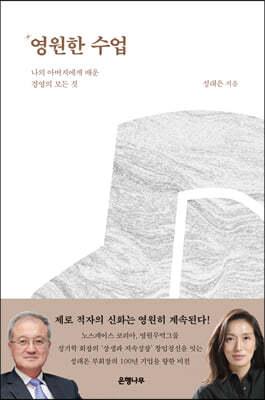 영원한 수업
나의 아버지에게 배운
경영의 모든 것
성래은 지음
제로 적자의 신화는 영원히 계속된다!
노스페이스 코리아, 영원무역그룹
성기학 회장의 '상생과 지속성장' 창업정신을 잇는
성래은 부회장의 100년 기업을 향한 비전
은행나무